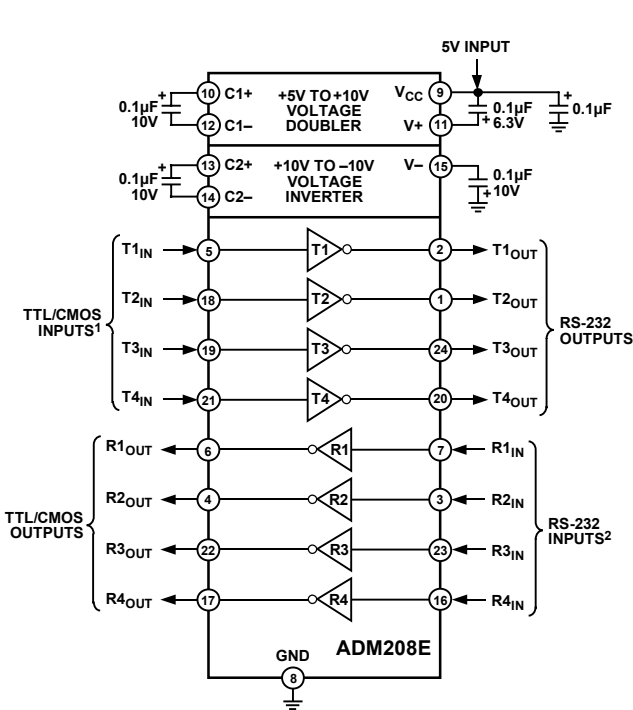 5V INPUT
10 C1+ +5V TO +10V VCC 9
0.1µF + VOLTAGE 0.1µF + 0.1µF
10V 12 C1– DOUBLER V+ 11 + 6.3V
13 C2+ +10V TO –10V V– 15
0.1µF + VOLTAGE 0.1µF
10V 14 C2– INVERTER + 10V
T1IN 5 T1 2 T1OUT
T2IN 18 T2 1 T2OUT
TTL/CMOS RS-232
INPUTS1 OUTPUTS
T3IN 19 T3 24 T3OUT
T4IN 21 T4 20 T4OUT
R1OUT 6 R1 7 R1IN
R2OUT 4 R2 3 R2IN
TTL/CMOS RS-232
OUTPUTS INPUTS2
R3OUT 22 R3 23 R3IN
R4OUT 17 R4 16 R4IN
GND ADM208E
8